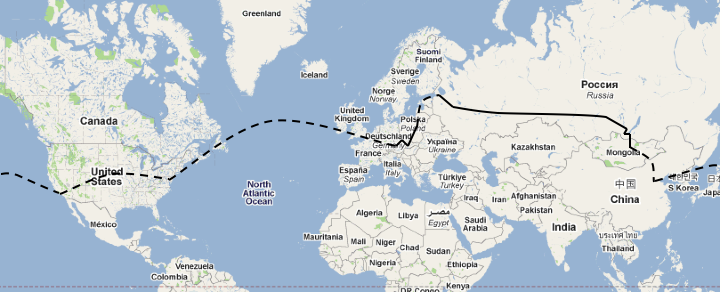 Greenland
Iceland
Suomi
Finland
Sverige
Sweden
Norge
Norway
Россия
Russia
Canada
United
Kingdom
Polska
Poland
Deutschland
Germany
Україна
Ukraine
France
Kazakhstan
Mongolia
United
States
España
Spain
Italia
Italy
Türkiye
Turkey
中国
China
S Korea
日本
Japa
North
Atlantic
Ocean
Iraq
Iran
Afghanistan
Pakistan
México
Algeria
Libya
مصر
Egypt
Saudi
Arabia
India
Mauritania
Mali
Niger
Chad
Sudan
ประเทศไทย
Thailand
Venezuela
Colombia
Nigeria
Ethiopia
Kenya
DR Congo